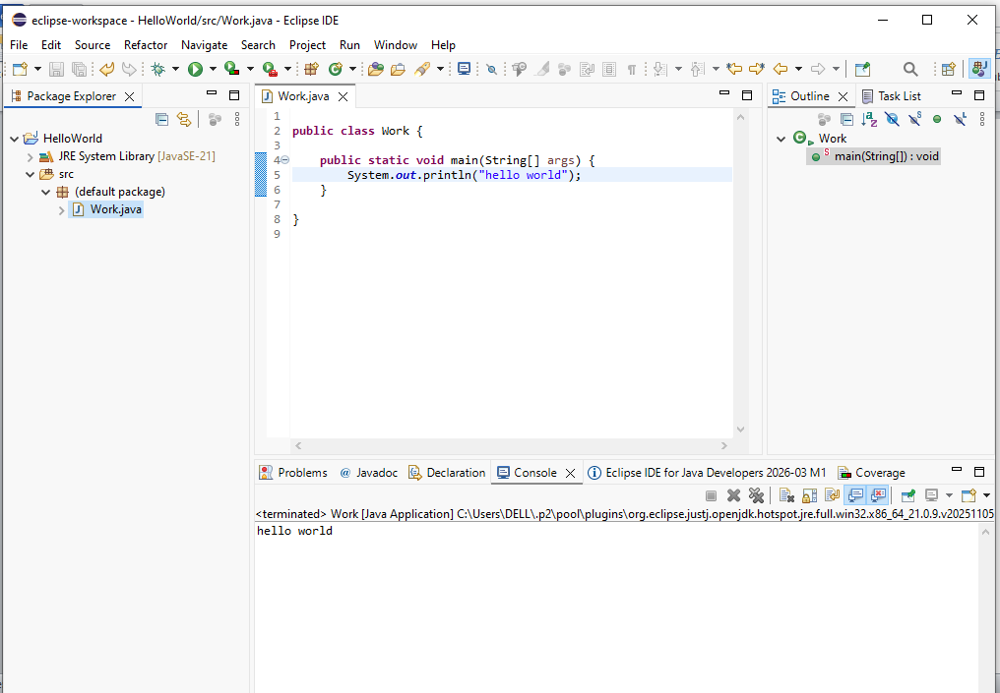 eclipse-workspace - HelloWorld/src/Work.java - Eclipse IDE
File Edit Source Refactor Navigate Search Project Run Window Help
Package Explorer
HelloWorld
JRE System Library [JavaSE-21]
src
(default package)
Work.java
Work.java
1
2 public class Work {
3
4 public static void main(String[] args) {
5 System.out.println("hello world");
6 }
7
8 }
9
Outline Task List
Work
main(String[]) : void
Problems @ Javadoc Declaration Console Eclipse IDE for Java Developers 2026-03 M1 Coverage
<terminated> Work [Java Application] C:\Users\DELL\.p2\pool\plugins\org.eclipse.justj.openjdk.hotspot.jre.full.win32.x86_64_21.0.9.v20251105
hello world